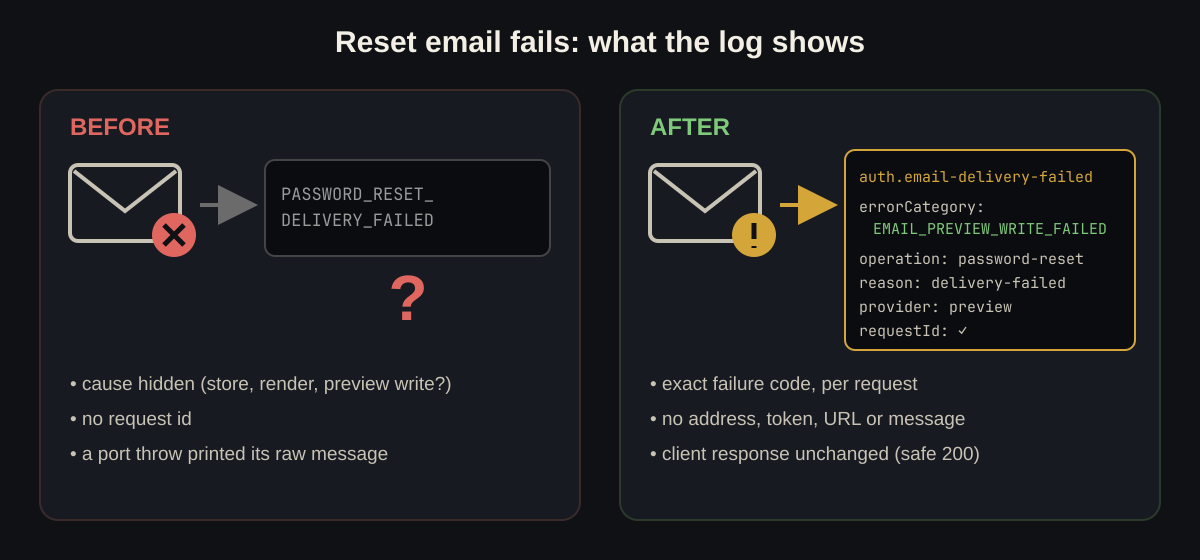 Reset email fails: what the log shows
BEFORE
PASSWORD_RESET_
DELIVERY_FAILED
?
• cause hidden (store, render, preview write?)
• no request id
• a port throw printed its raw message
AFTER
auth.email-delivery-failed
errorCategory:
EMAIL_PREVIEW_WRITE_FAILED
operation: password-reset
reason: delivery-failed
provider: preview
requestId: ✓
• exact failure code, per request
• no address, token, URL or message
• client response unchanged (safe 200)